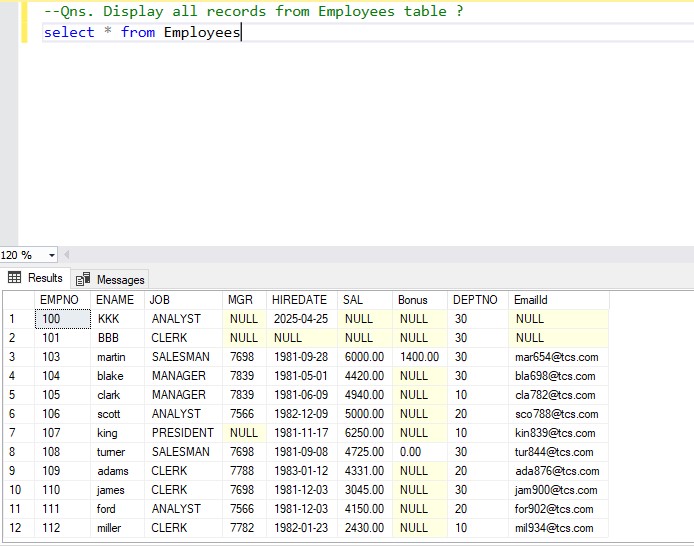 --Qns. Display all records from Employees table ?
select * from Employees
120 %
Results Messages
EMPNO ENAME JOB MGR HIREDATE SAL Bonus DEPTNO EmailId
1 100 KKK ANALYST NULL 2025-04-25 NULL NULL 30 NULL
2 101 BBB CLERK NULL NULL NULL NULL 30 NULL
3 103 martin SALESMAN 7698 1981-09-28 6000.00 1400.00 30 mar654@tcs.com
4 104 blake MANAGER 7839 1981-05-01 4420.00 NULL 30 bla698@tcs.com
5 105 clark MANAGER 7839 1981-06-09 4940.00 NULL 10 cla782@tcs.com
6 106 scott ANALYST 7566 1982-12-09 5000.00 NULL 20 sco788@tcs.com
7 107 king PRESIDENT NULL 1981-11-17 6250.00 NULL 10 kin839@tcs.com
8 108 turner SALESMAN 7698 1981-09-08 4725.00 0.00 30 tur844@tcs.com
9 109 adams CLERK 7788 1983-01-12 4331.00 NULL 20 ada876@tcs.com
10 110 james CLERK 7698 1981-12-03 3045.00 NULL 30 jam900@tcs.com
11 111 ford ANALYST 7566 1981-12-03 4150.00 NULL 20 for902@tcs.com
12 112 miller CLERK 7782 1982-01-23 2430.00 NULL 10 mil934@tcs.com